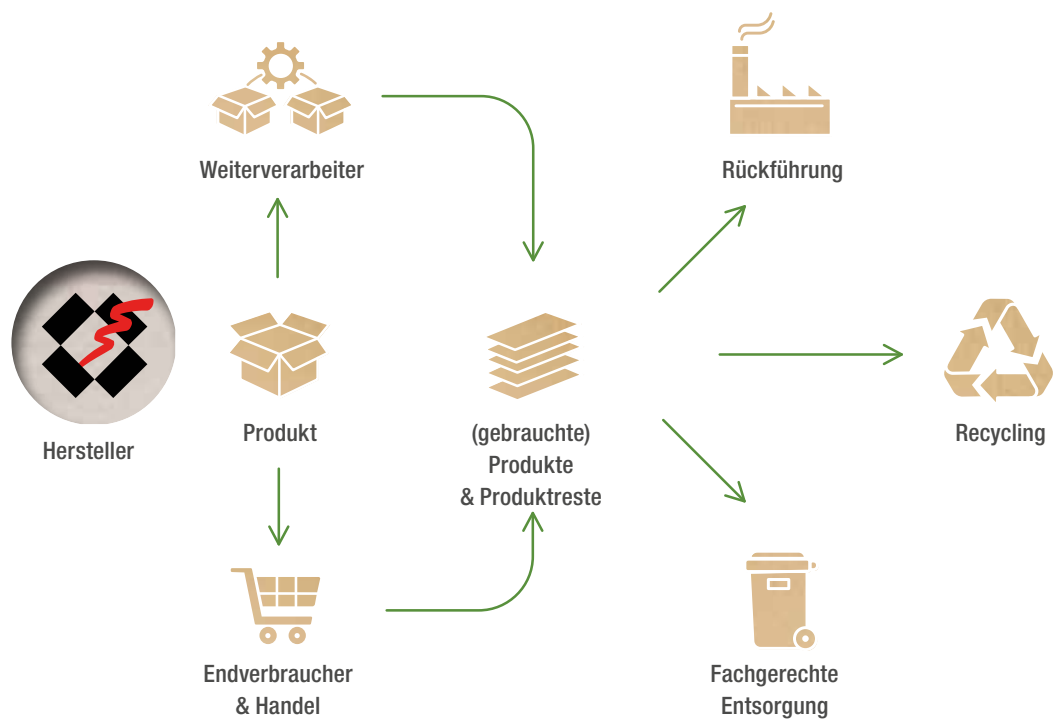 Weiterverarbeiter
Rückführung
Hersteller
Produkt
(gebrauchte)
Produkte
& Produktreste
Recycling
Endverbraucher
& Handel
Fachgerechte
Entsorgung